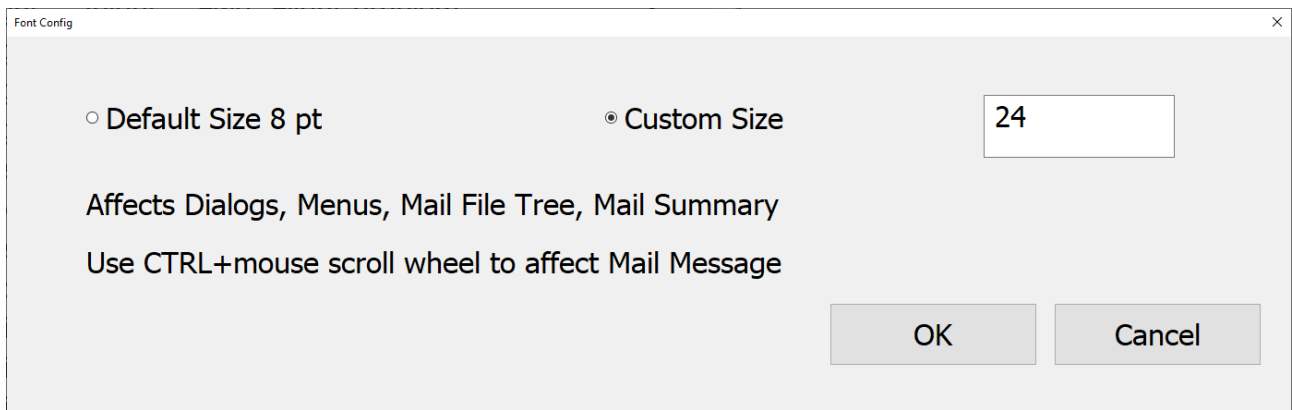 Font Config
Default Size 8 pt
Custom Size
24
Affects Dialogs, Menus, Mail File Tree, Mail Summary
Use CTRL+mouse scroll wheel to affect Mail Message
OK
Cancel